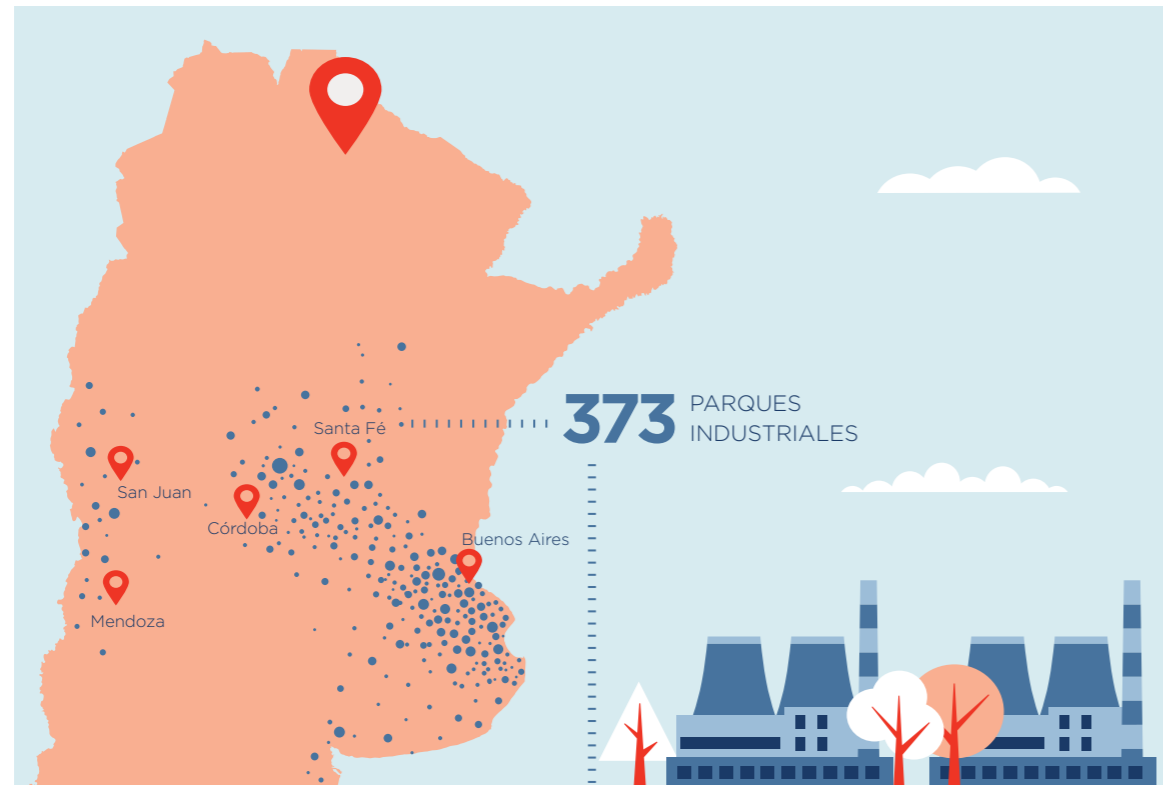 373 PARQUES
INDUSTRIALES
Santa Fé
San Juan
Córdoba
Buenos Aires
Mendoza